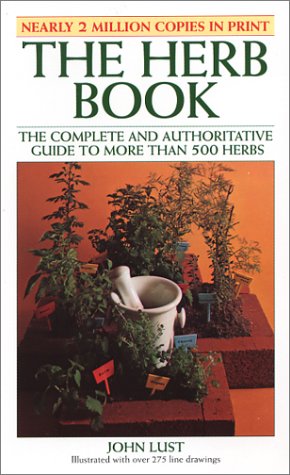 NEARLY 2 MILLION COPIES IN PRINT
THE HERB
BOOK
THE COMPLETE AND AUTHORITATIVE
GUIDE TO MORE THAN 500 HERBS
JOHN LUST
Illustrated with over 275 line drawings